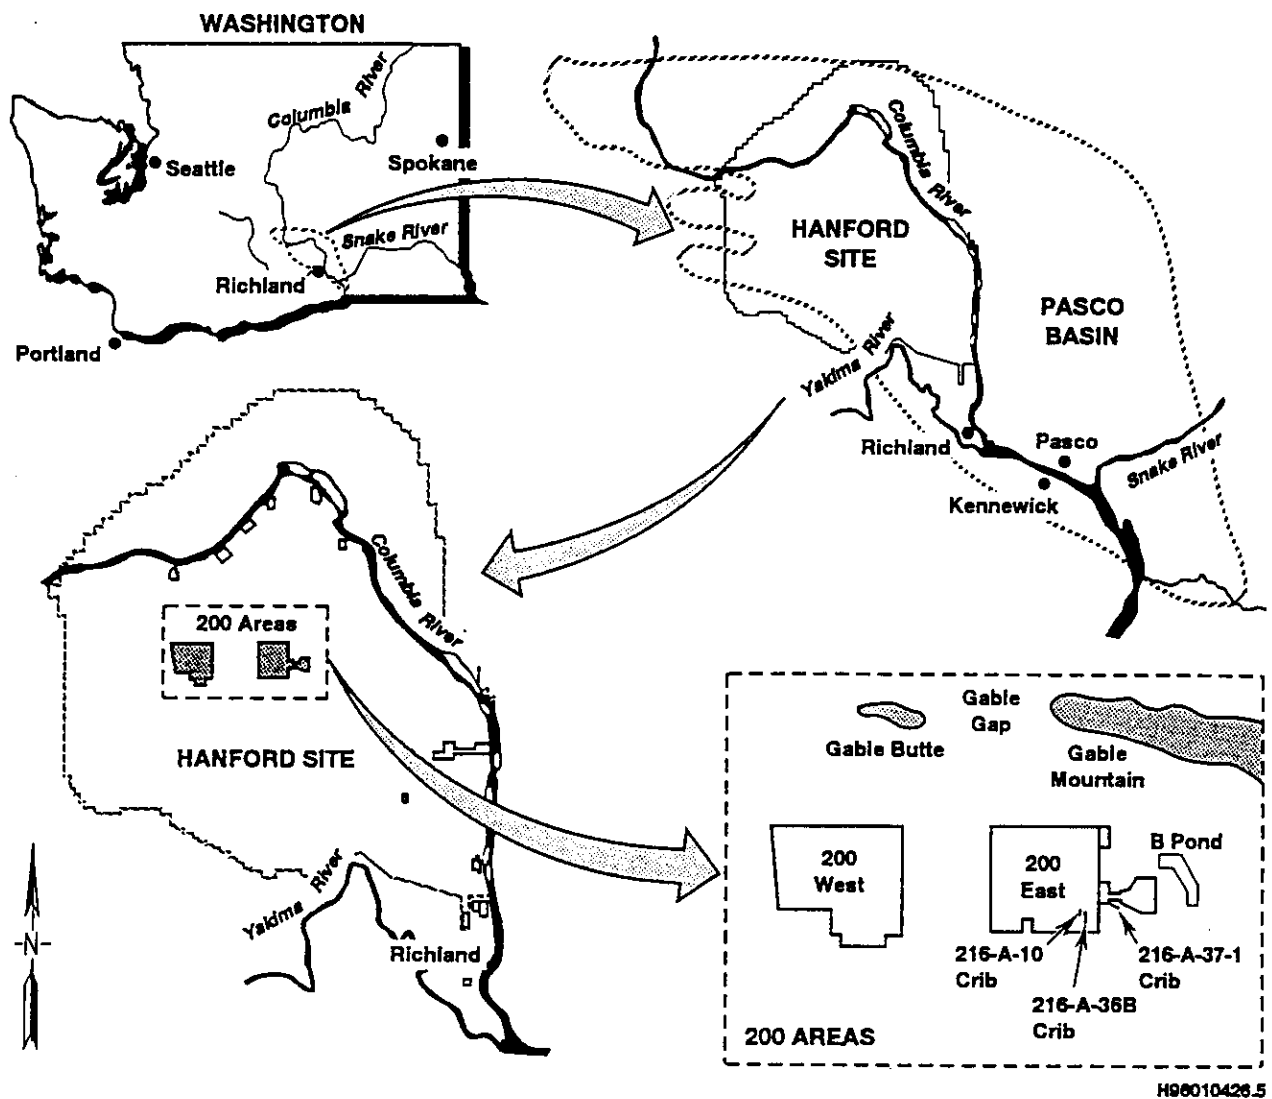 WASHINGTON
Columbia River
Seattle
Spokane
Snake River
Richland
Portland
Columbia River
HANFORD
SITE
PASCO
BASIN
Yakima River
Richland
Pasco
Kennewick
Snake River
Columbia River
200 Areas
HANFORD SITE
Yakima River
Richland
-N-
Gable
Gap
Gable Butte
Gable
Mountain
200
West
200
East
B Pond
216-A-10
Crib
216-A-37-1
Crib
216-A-36B
Crib
200 AREAS
H96010426.5